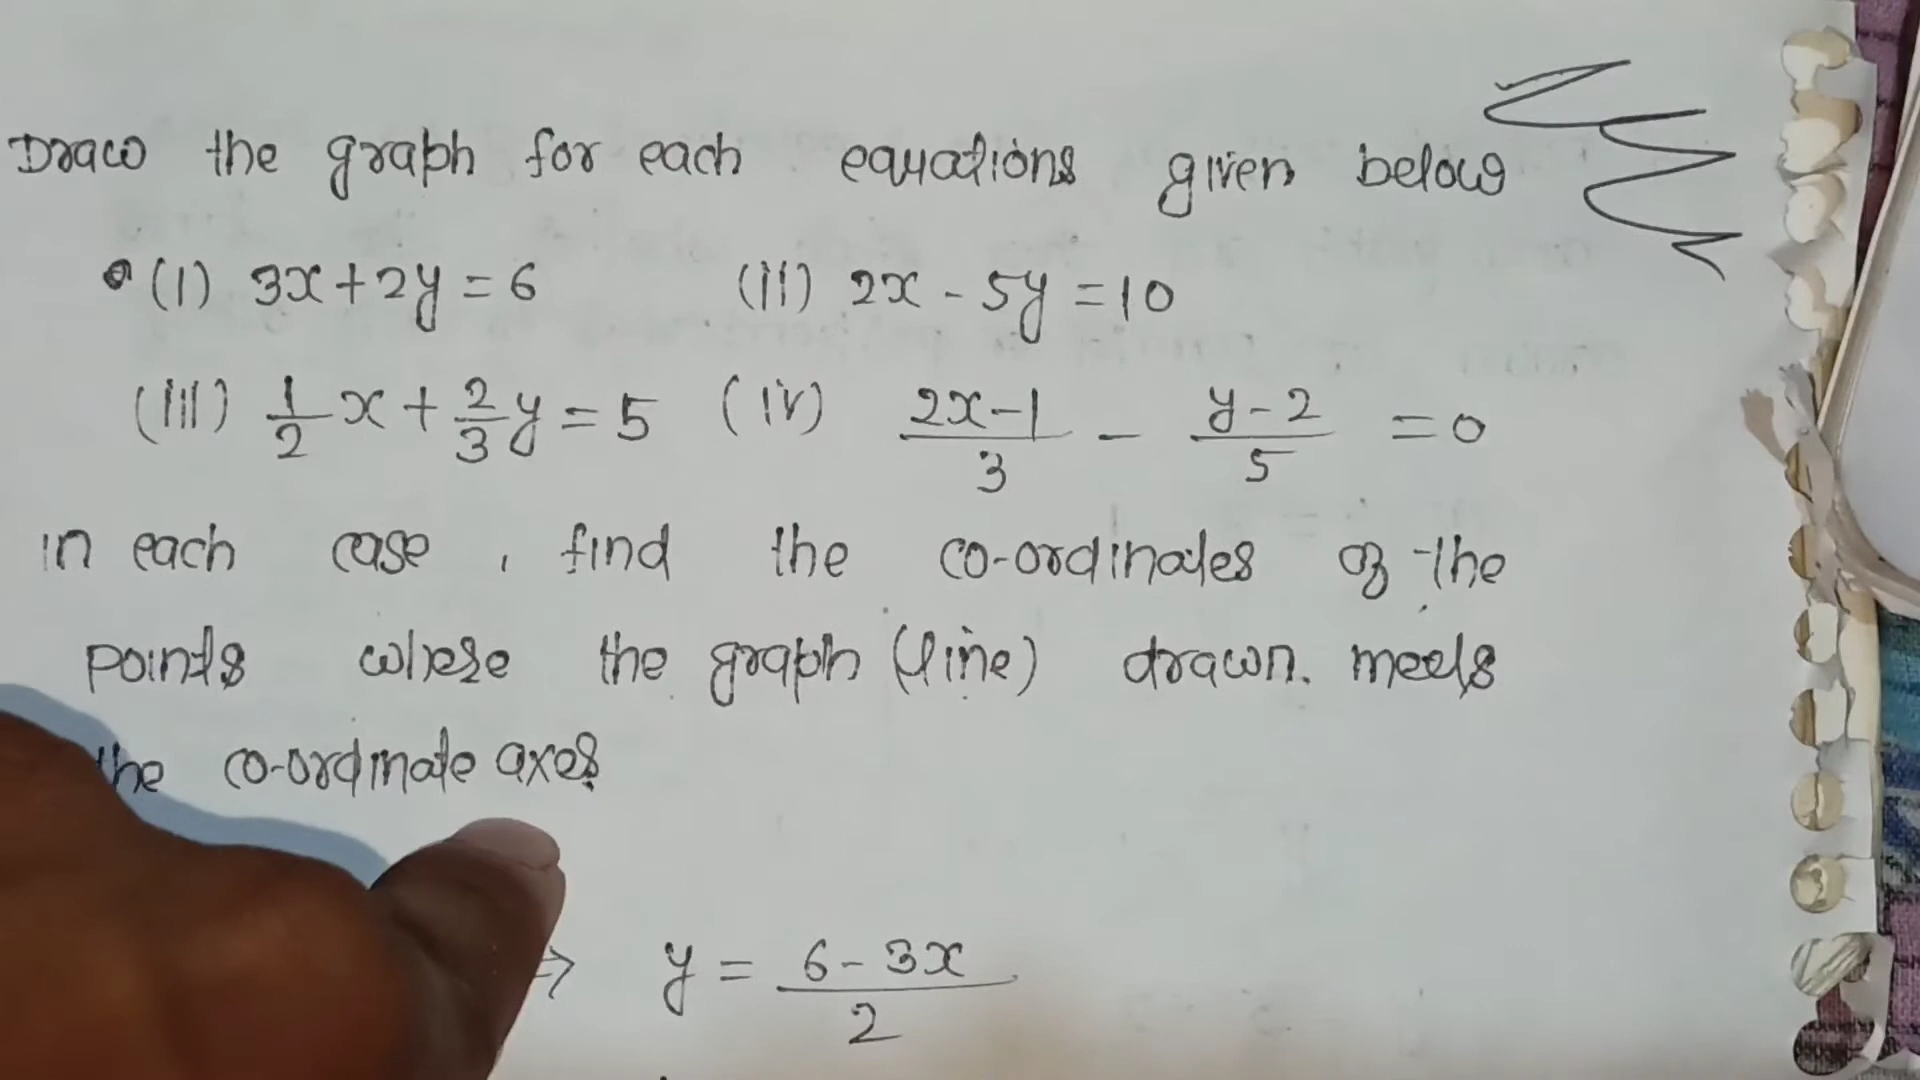 Draw the graph for each equations given below
(i) 3x+2y=6 (ii) 2x-5y=10
(iii) 1/2 x + 2/3 y = 5 (iv) 2x-1/3 - y-2/5 =0
in each case, find the co-ordinates of the
points where the graph (line) drawn. meets
the co-ordinate axes.
⇒ y = 6-3x/2